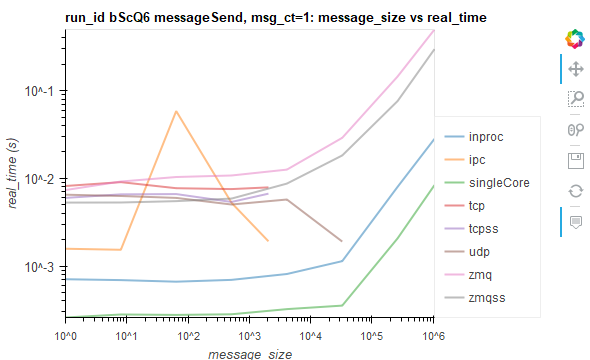 run_id bScQ6 messageSend, msg_ct=1: message_size vs real_time
real_time (s)
10^-1
10^-2
10^-3
10^0
10^1
10^2
10^3
10^4
10^5
10^6
message_size
inproc
ipc
singleCore
tcp
tcpss
udp
zmq
zmqss